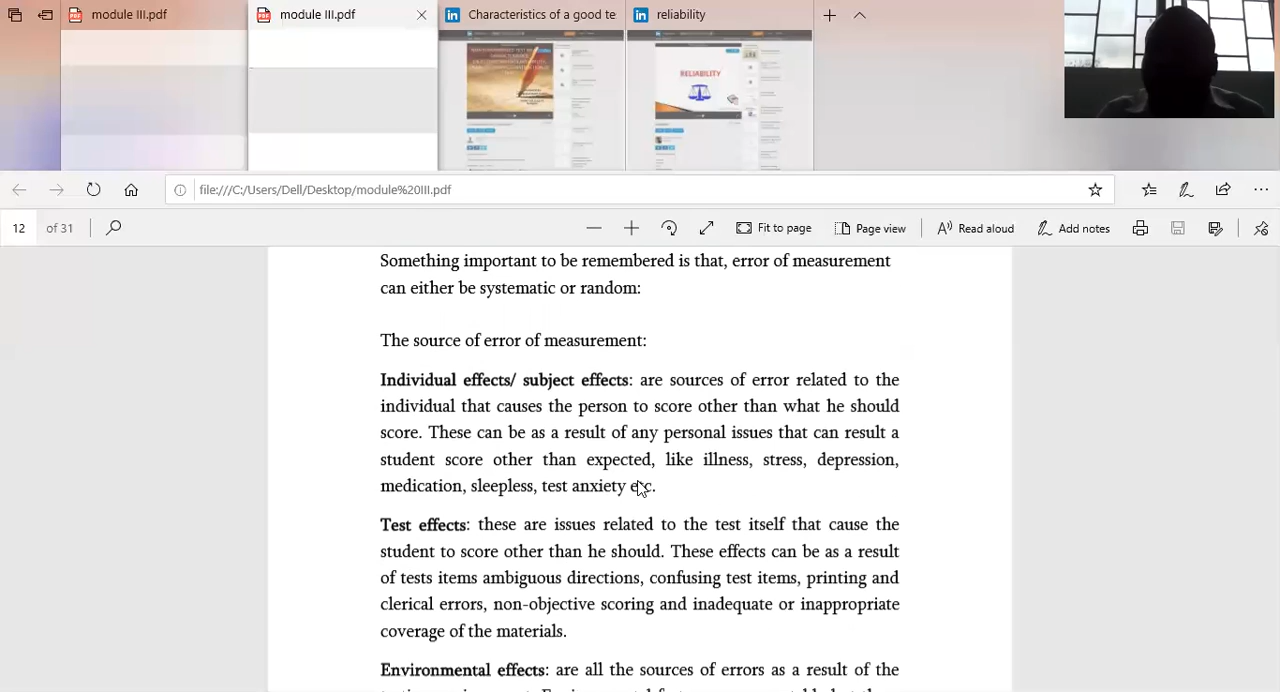 module III.pdf
module III.pdf
Characteristics of a good te
reliability
RELIABILITY
file:///C:/Users/Dell/Desktop/module%20III.pdf
12 of 31
Fit to page
Page view
Read aloud
Add notes
Something important to be remembered is that, error of measurement
can either be systematic or random:
The source of error of measurement:
Individual effects/ subject effects: are sources of error related to the
individual that causes the person to score other than what he should
score. These can be as a result of any personal issues that can result a
student score other than expected, like illness, stress, depression,
medication, sleepless, test anxiety etc.
Test effects: these are issues related to the test itself that cause the
student to score other than he should. These effects can be as a result
of tests items ambiguous directions, confusing test items, printing and
clerical errors, non-objective scoring and inadequate or inappropriate
coverage of the materials.
Environmental effects: are all the sources of errors as a result of the